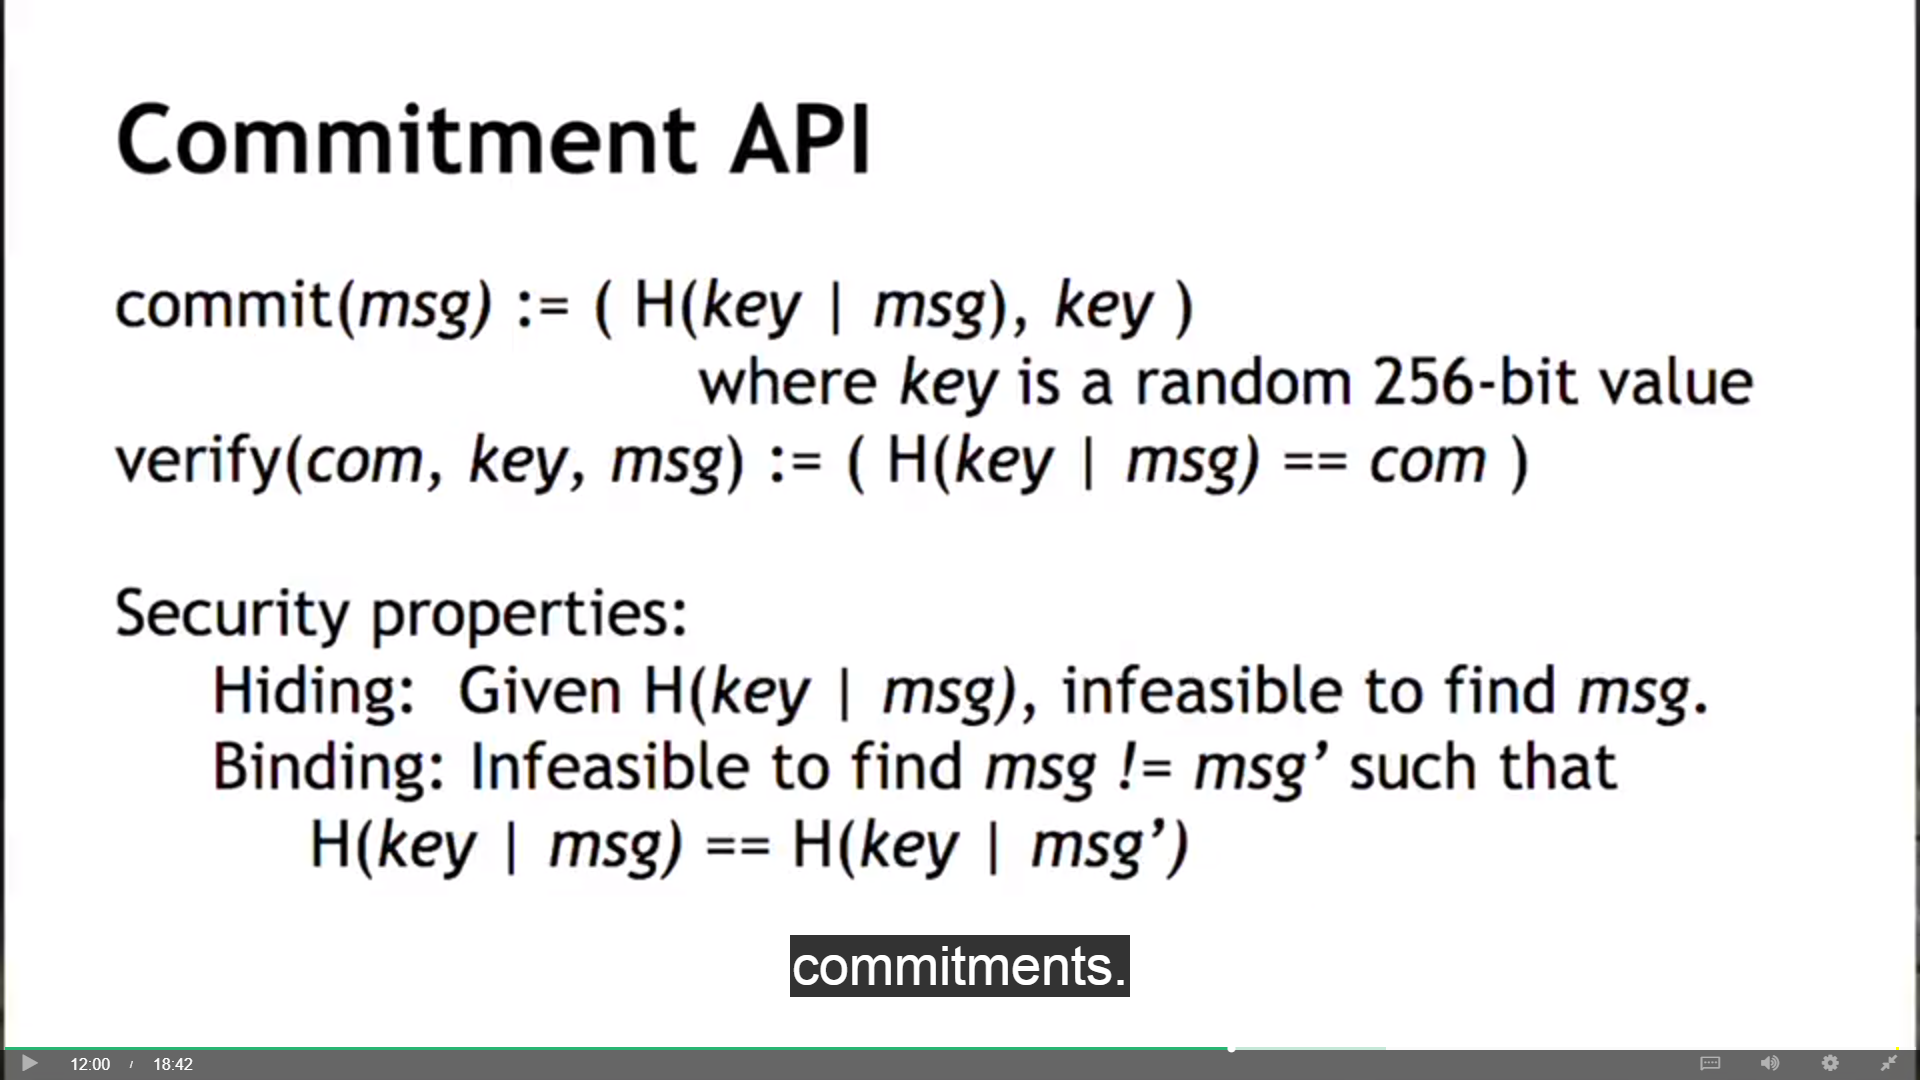 Commitment API
commit(msg) := ( H(key | msg), key )
where key is a random 256-bit value
verify(com, key, msg) := ( H(key | msg) == com )
Security properties:
Hiding: Given H(key | msg), infeasible to find msg.
Binding: Infeasible to find msg != msg’ such that
H(key | msg) == H(key | msg’)
commitments.
12:00 / 18:42